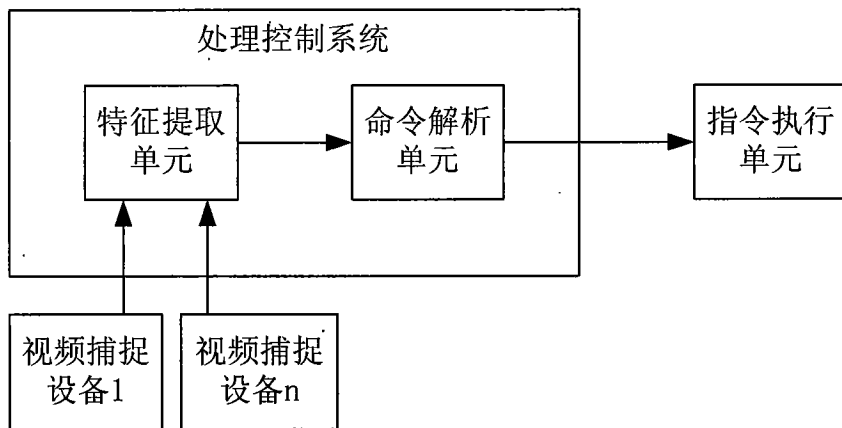 处理控制系统
特征提取
单元
命令解析
单元
指令执行
单元
视频捕捉
设备1
视频捕捉
设备n